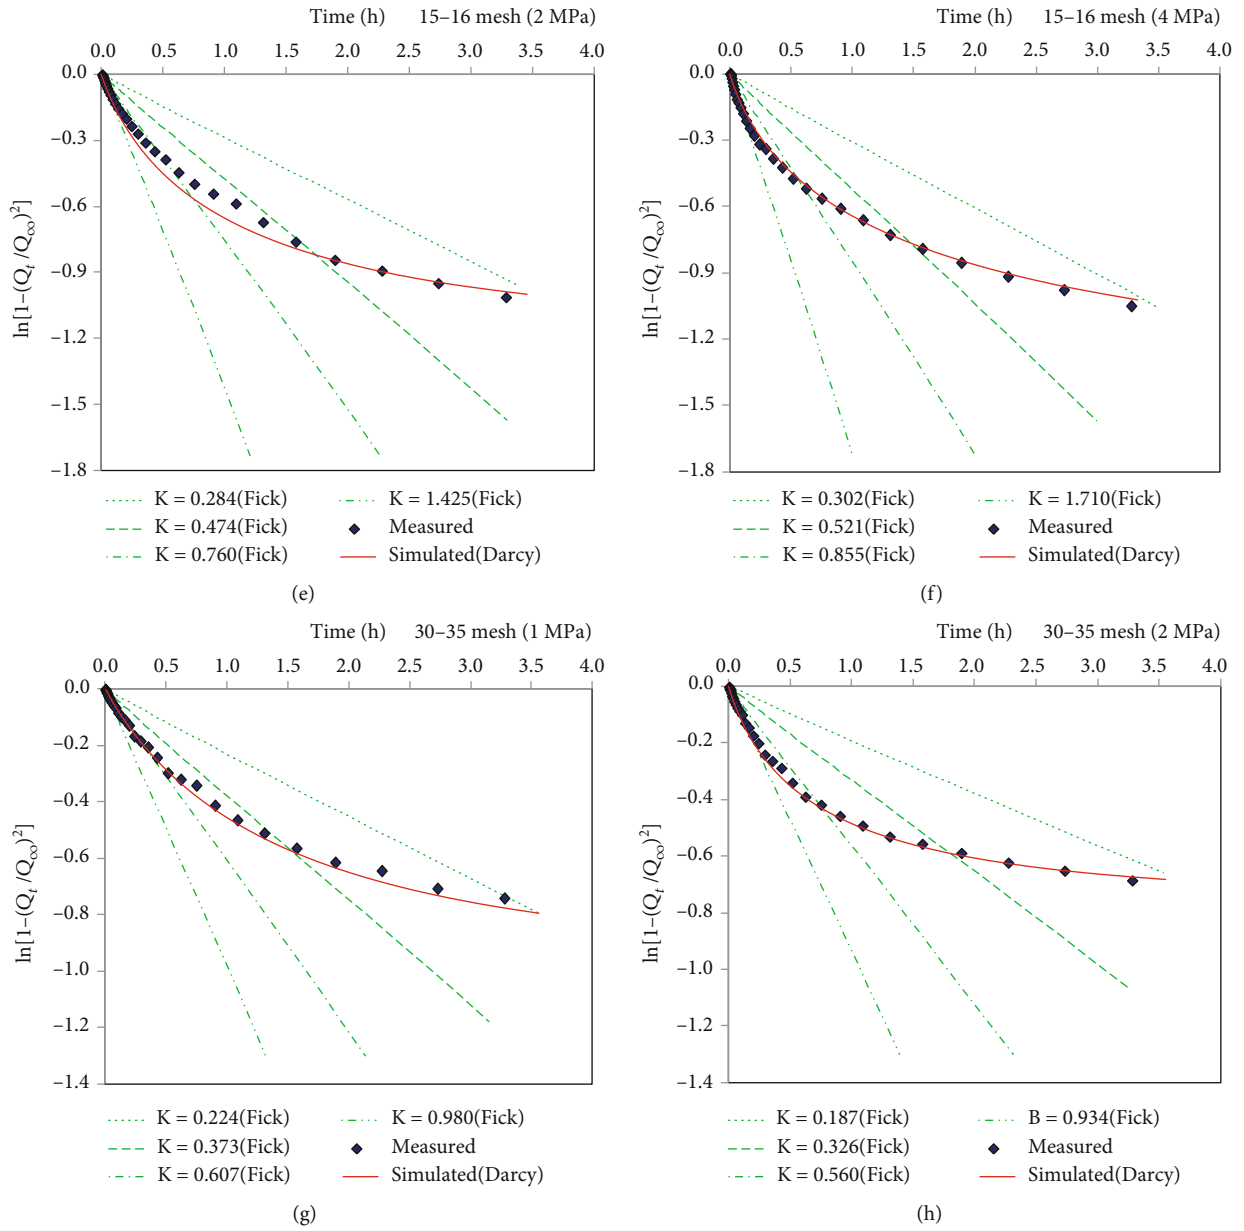 Time (h) 15–16 mesh (2 MPa)
0.0 0.5 1.0 1.5 2.0 2.5 3.0 3.5 4.0
0.0
−0.3
−0.6
−0.9
−1.2
−1.5
−1.8
ln[1−(Q_t /Q_∞)^2]
K = 0.284(Fick)
K = 0.474(Fick)
K = 0.760(Fick)
K = 1.425(Fick)
Measured
Simulated(Darcy)
(e)
Time (h) 15–16 mesh (4 MPa)
0.0 0.5 1.0 1.5 2.0 2.5 3.0 3.5 4.0
0.0
−0.3
−0.6
−0.9
−1.2
−1.5
−1.8
ln[1−(Q_t /Q_∞)^2]
K = 0.302(Fick)
K = 0.521(Fick)
K = 0.855(Fick)
K = 1.710(Fick)
Measured
Simulated(Darcy)
(f)
Time (h) 30–35 mesh (1 MPa)
0.0 0.5 1.0 1.5 2.0 2.5 3.0 3.5 4.0
0.0
−0.2
−0.4
−0.6
−0.8
−1.0
−1.2
−1.4
ln[1−(Q_t /Q_∞)^2]
K = 0.224(Fick)
K = 0.373(Fick)
K = 0.607(Fick)
K = 0.980(Fick)
Measured
Simulated(Darcy)
(g)
Time (h) 30–35 mesh (2 MPa)
0.0 0.5 1.0 1.5 2.0 2.5 3.0 3.5 4.0
0.0
−0.2
−0.4
−0.6
−0.8
−1.0
−1.2
−1.4
ln[1−(Q_t /Q_∞)^2]
K = 0.187(Fick)
K = 0.326(Fick)
K = 0.560(Fick)
B = 0.934(Fick)
Measured
Simulated(Darcy)
(h)